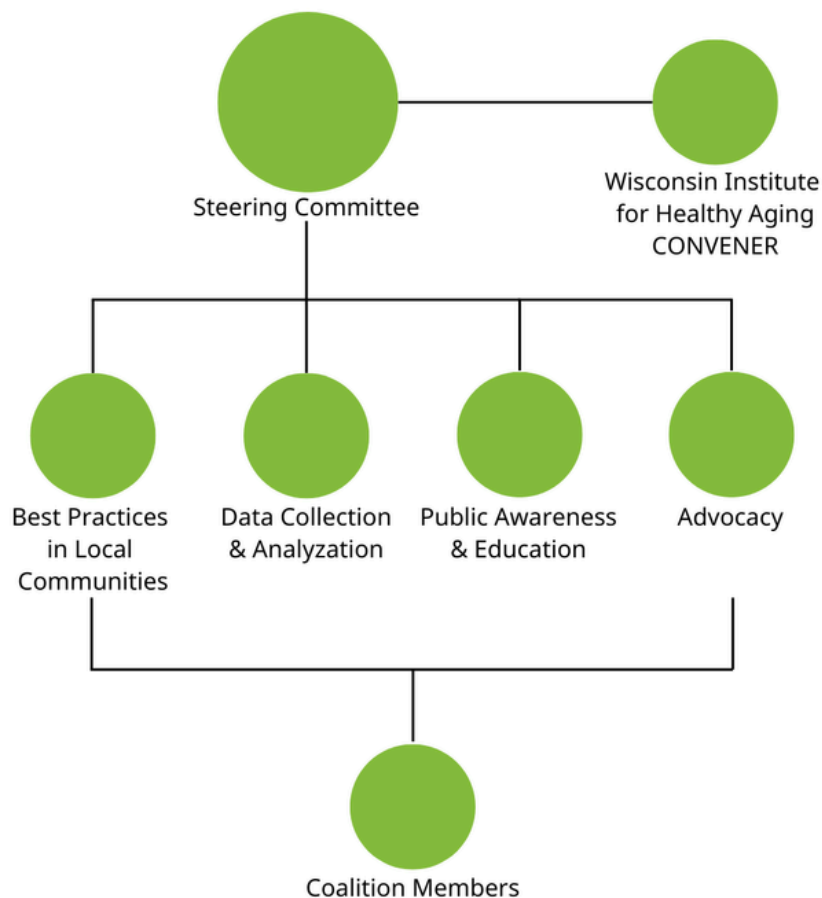 Steering Committee
Wisconsin Institute
for Healthy Aging
CONVENER
Best Practices
in Local
Communities
Data Collection
& Analyzation
Public Awareness
& Education
Advocacy
Coalition Members